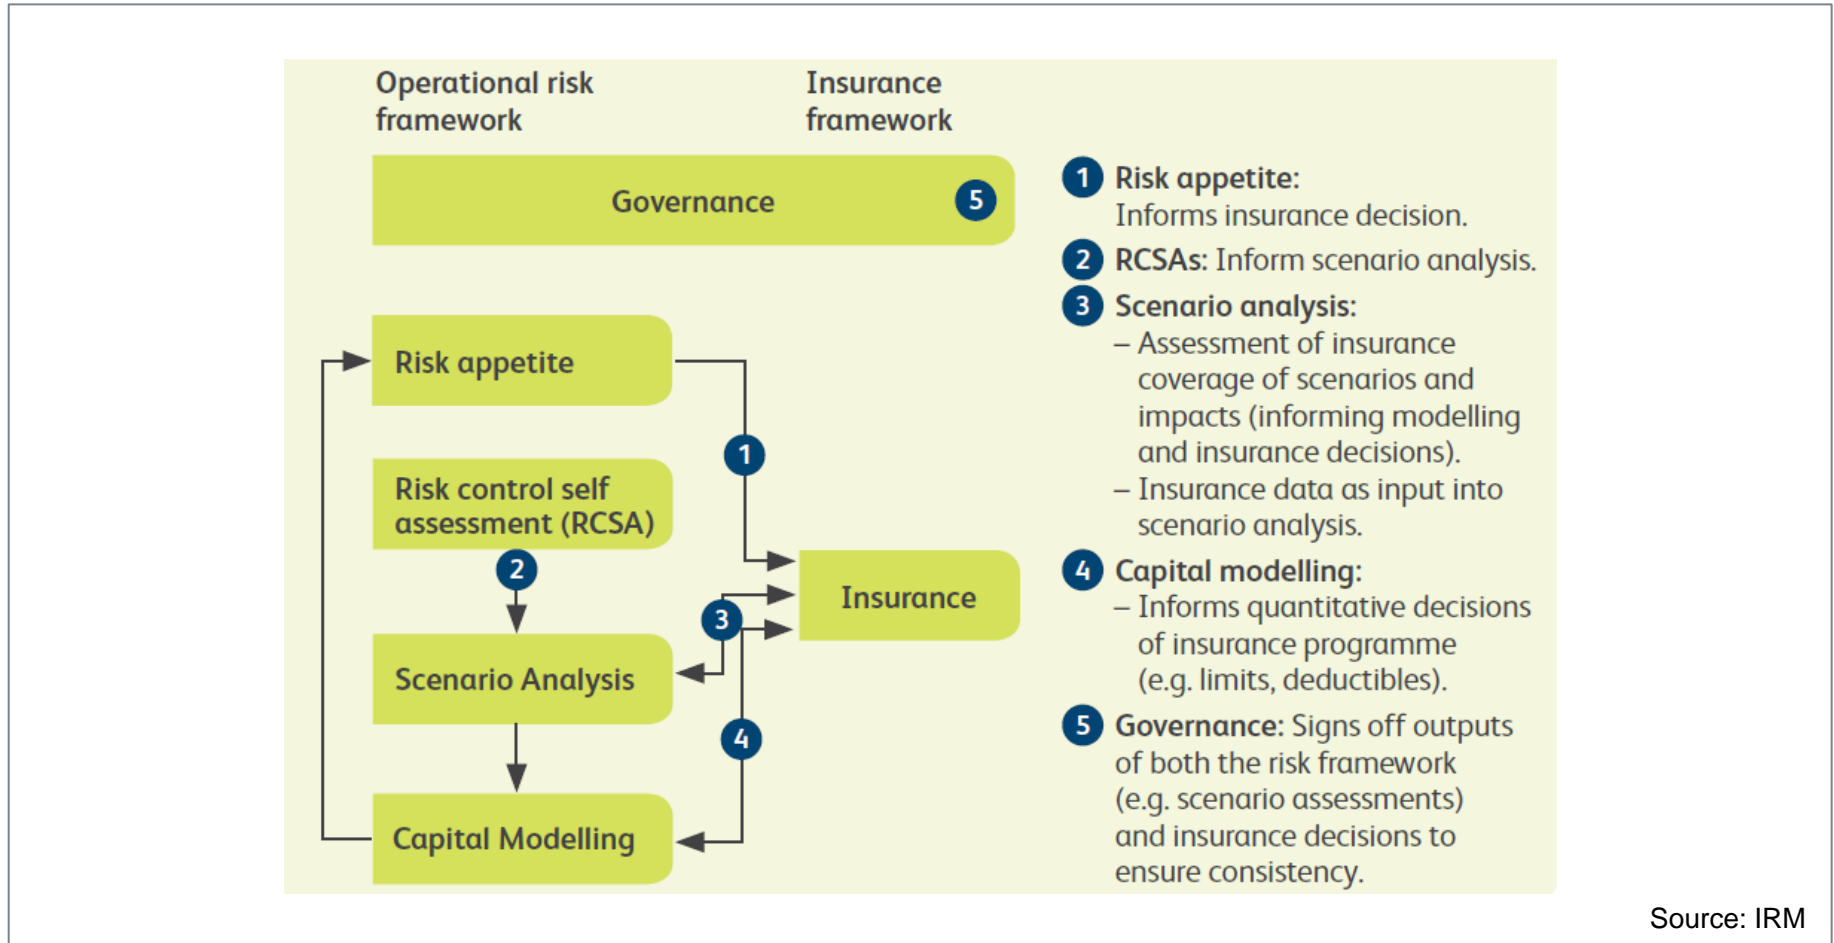 Operational risk
framework
Insurance
framework
Governance
5
Risk appetite
1
Risk control self
assessment (RCSA)
2
Insurance
3
Scenario Analysis
4
Capital Modelling
1 Risk appetite:
Informs insurance decision.
2 RCSAs: Inform scenario analysis.
3 Scenario analysis:
– Assessment of insurance
coverage of scenarios and
impacts (informing modelling
and insurance decisions).
– Insurance data as input into
scenario analysis.
4 Capital modelling:
– Informs quantitative decisions
of insurance programme
(e.g. limits, deductibles).
5 Governance: Signs off outputs
of both the risk framework
(e.g. scenario assessments)
and insurance decisions to
ensure consistency.
Source: IRM